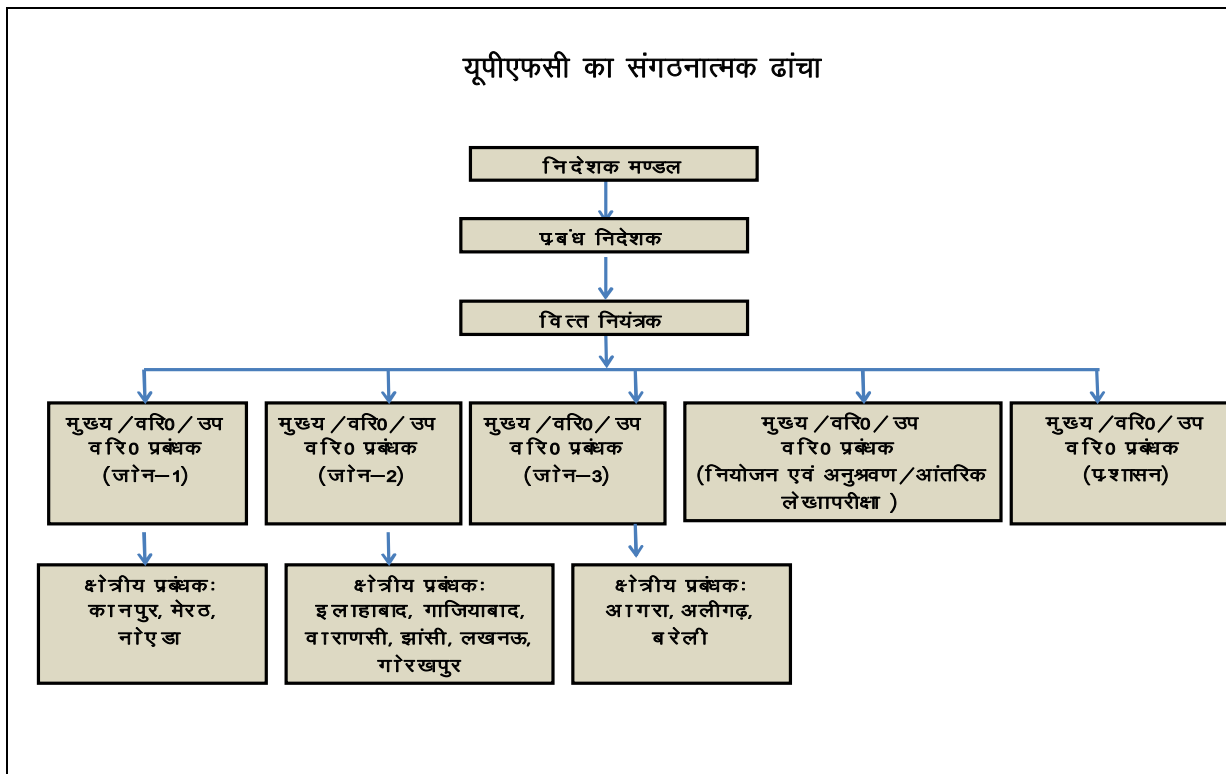 यूपीएफसी का संगठनात्मक ढांचा
निदेशक मण्डल
प्रबंध निदेशक
वित्त नियंत्रक
मुख्य/वरि0/उप
वरि0 प्रबंधक
(जोन–1)
मुख्य/वरि0/उप
वरि0 प्रबंधक
(जोन–2)
मुख्य/वरि0/उप
वरि0 प्रबंधक
(जोन–3)
मुख्य/वरि0/उप
वरि0 प्रबंधक
(नियोजन एवं अनुश्रवण/आंतरिक
लेखापरीक्षा )
मुख्य/वरि0/उप
वरि0 प्रबंधक
(प्रशासन)
क्षेत्रीय प्रबंधकः
कानपुर, मेरठ,
नोएडा
क्षेत्रीय प्रबंधकः
इलाहाबाद, गाजियाबाद,
वाराणसी, झांसी, लखनऊ,
गोरखपुर
क्षेत्रीय प्रबंधकः
आगरा, अलीगढ़,
बरेली